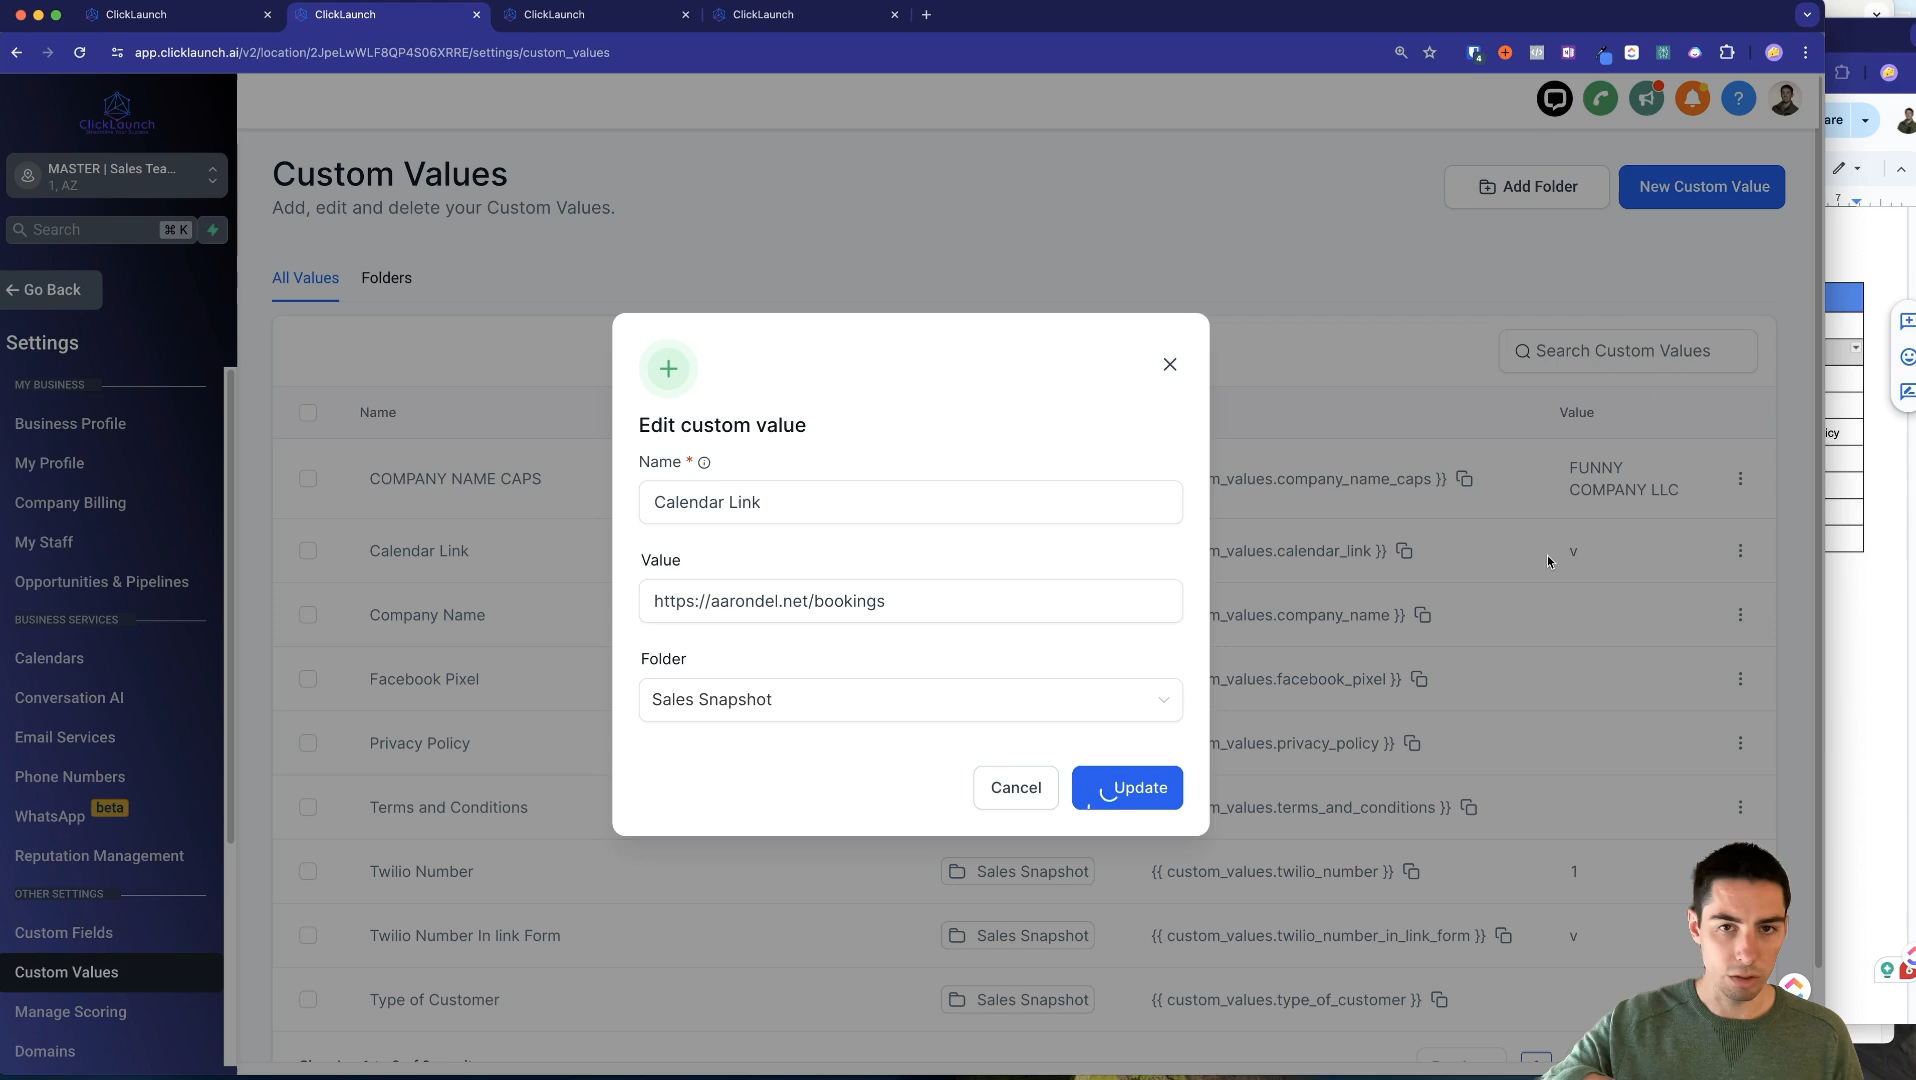 ClickLaunch
ClickLaunch
ClickLaunch
ClickLaunch
app.clicklaunch.ai/v2/location/2JpeLwWLF8QP4S06XRRE/settings/custom_values
4
ClickLaunch
MASTER | Sales Tea...
1, AZ
Search
⌘ K
Go Back
Settings
MY BUSINESS
Business Profile
My Profile
Company Billing
My Staff
Opportunities & Pipelines
BUSINESS SERVICES
Calendars
Conversation AI
Email Services
Phone Numbers
WhatsApp beta
Reputation Management
OTHER SETTINGS
Custom Fields
Custom Values
Manage Scoring
Domains
Custom Values
Add, edit and delete your Custom Values.
Add Folder
New Custom Value
All Values
Folders
Search Custom Values
Name
Value
COMPANY NAME CAPS
m_values.company_name_caps }}
FUNNY
COMPANY LLC
Calendar Link
m_values.calendar_link }}
v
Company Name
m_values.company_name }}
Facebook Pixel
m_values.facebook_pixel }}
Privacy Policy
m_values.privacy_policy }}
Terms and Conditions
m_values.terms_and_conditions }}
Twilio Number
Sales Snapshot
{{ custom_values.twilio_number }}
1
Twilio Number In link Form
Sales Snapshot
{{ custom_values.twilio_number_in_link_form }}
v
Type of Customer
Sales Snapshot
{{ custom_values.type_of_customer }}
Edit custom value
Name *
Calendar Link
Value
https://aarondel.net/bookings
Folder
Sales Snapshot
Cancel
Update
?
are
7
icy